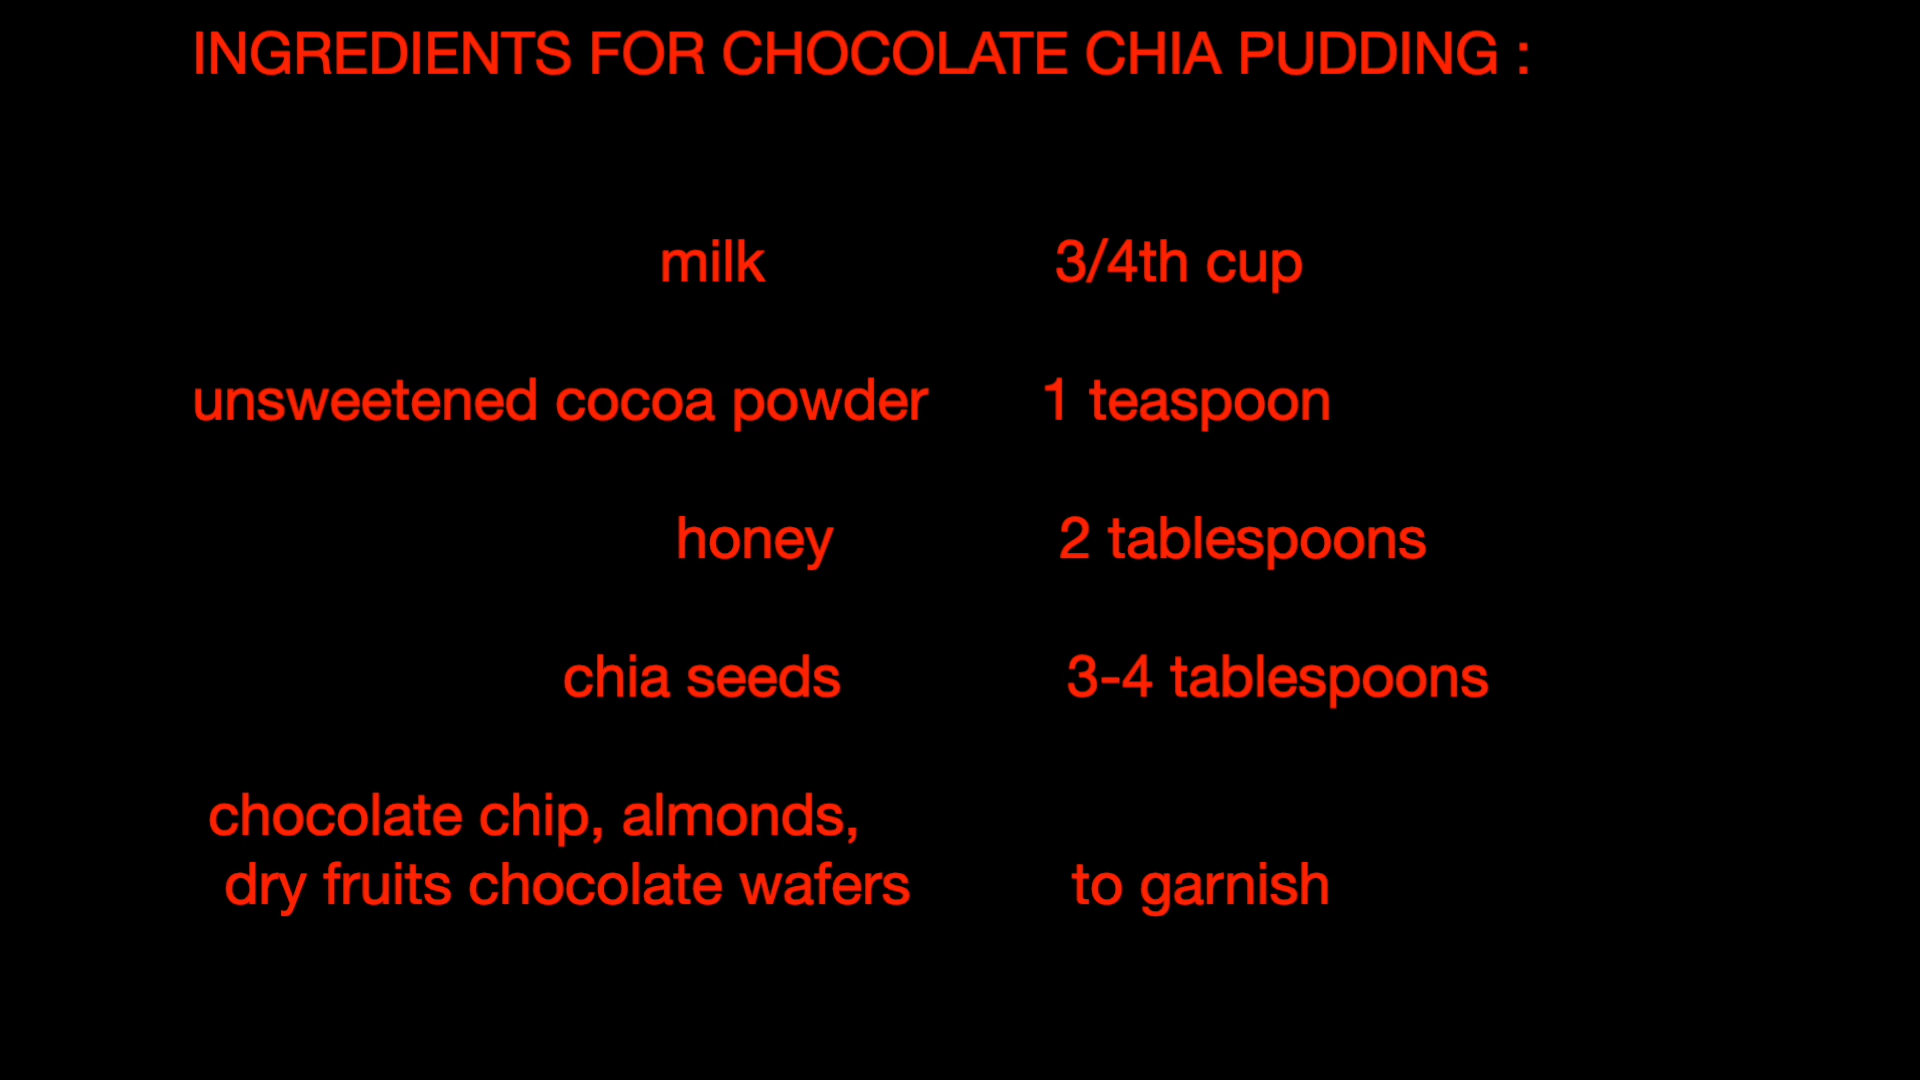 INGREDIENTS FOR CHOCOLATE CHIA PUDDING :
milk 3/4th cup
unsweetened cocoa powder 1 teaspoon
honey 2 tablespoons
chia seeds 3-4 tablespoons
chocolate chip, almonds,
dry fruits chocolate wafers to garnish